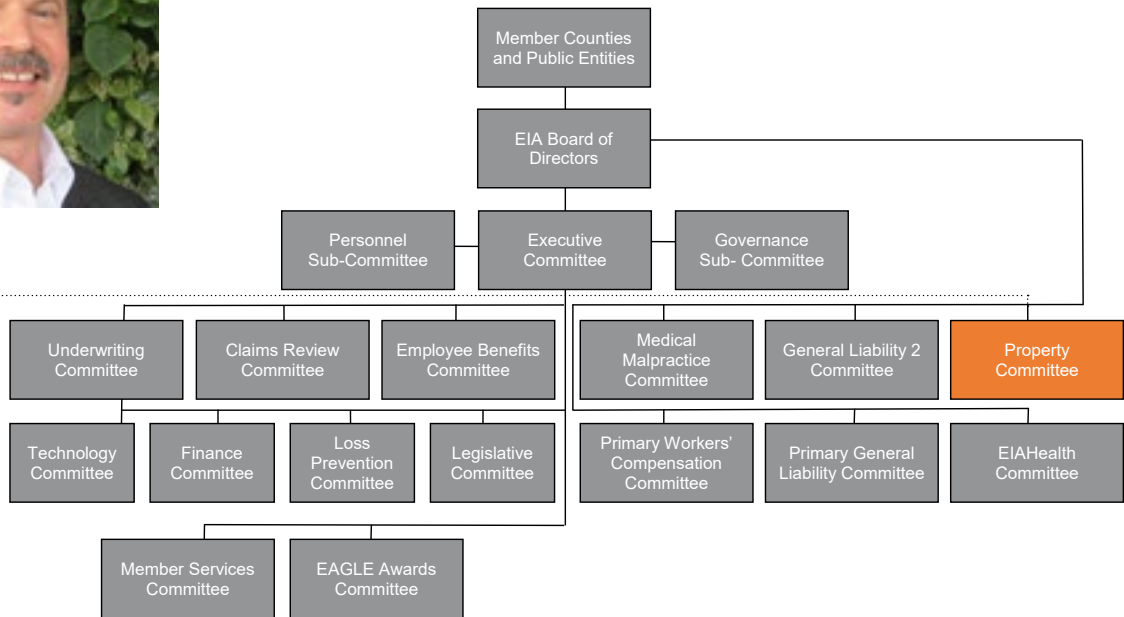 Member Counties
and Public Entities
EIA Board of
Directors
Personnel
Sub-Committee
Executive
Committee
Governance
Sub- Committee
Underwriting
Committee
Claims Review
Committee
Employee Benefits
Committee
Medical
Malpractice
Committee
General Liability 2
Committee
Property
Committee
Technology
Committee
Finance
Committee
Loss
Prevention
Committee
Legislative
Committee
Primary Workers’
Compensation
Committee
Primary General
Liability Committee
EIAHealth
Committee
Member Services
Committee
EAGLE Awards
Committee